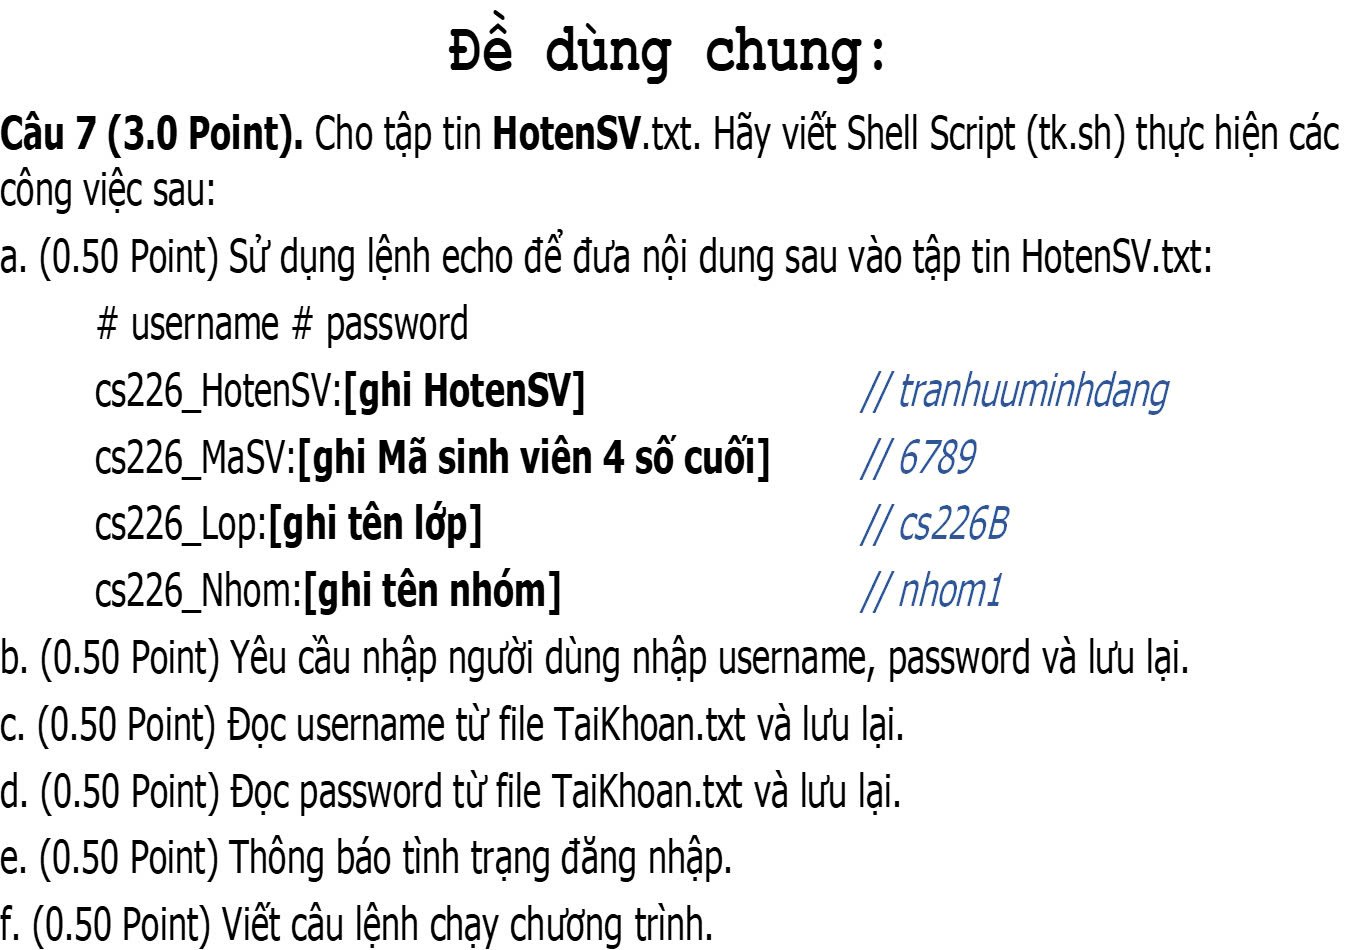 Đề dùng chung:
Câu 7 (3.0 Point). Cho tập tin HotenSV.txt. Hãy viết Shell Script (tk.sh) thực hiện các
công việc sau:
a. (0.50 Point) Sử dụng lệnh echo để đưa nội dung sau vào tập tin HotenSV.txt:
# username # password
cs226_HotenSV:[ghi HotenSV] // tranhuuminhdang
cs226_MaSV:[ghi Mã sinh viên 4 số cuối] // 6789
cs226_Lop:[ghi tên lớp] // cs226B
cs226_Nhom:[ghi tên nhóm] // nhom1
b. (0.50 Point) Yêu cầu nhập người dùng nhập username, password và lưu lại.
c. (0.50 Point) Đọc username từ file TaiKhoan.txt và lưu lại.
d. (0.50 Point) Đọc password từ file TaiKhoan.txt và lưu lại.
e. (0.50 Point) Thông báo tình trạng đăng nhập.
f. (0.50 Point) Viết câu lệnh chạy chương trình.